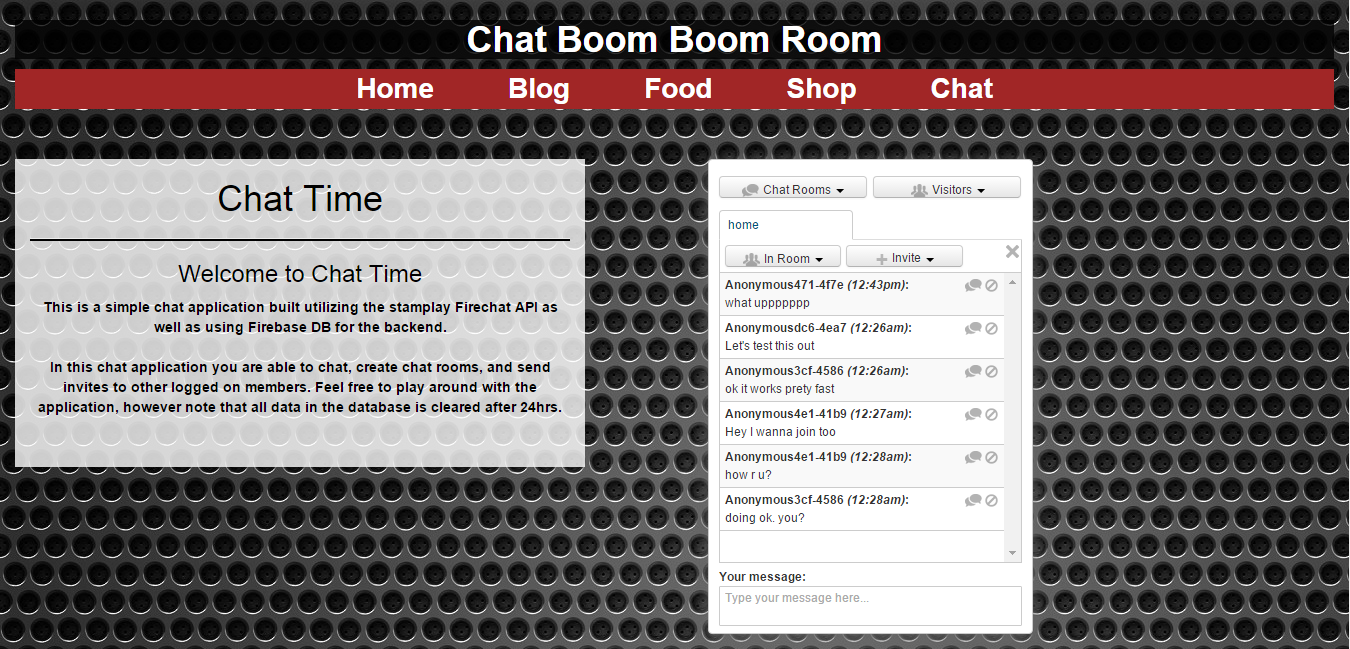 Chat Boom Boom Room
Home Blog Food Shop Chat
Chat Time
Welcome to Chat Time
This is a simple chat application built utilizing the stamplay Firechat API as
well as using Firebase DB for the backend.
In this chat application you are able to chat, create chat rooms, and send
invites to other logged on members. Feel free to play around with the
application, however note that all data in the database is cleared after 24hrs.
Chat Rooms Visitors
home
In Room Invite
Anonymous471-4f7e (12:43pm):
what uppppppp
Anonymousdc6-4ea7 (12:26am):
Let's test this out
Anonymous3cf-4586 (12:26am):
ok it works prety fast
Anonymous4e1-41b9 (12:27am):
Hey I wanna join too
Anonymous4e1-41b9 (12:28am):
how r u?
Anonymous3cf-4586 (12:28am):
doing ok. you?
Your message:
Type your message here...